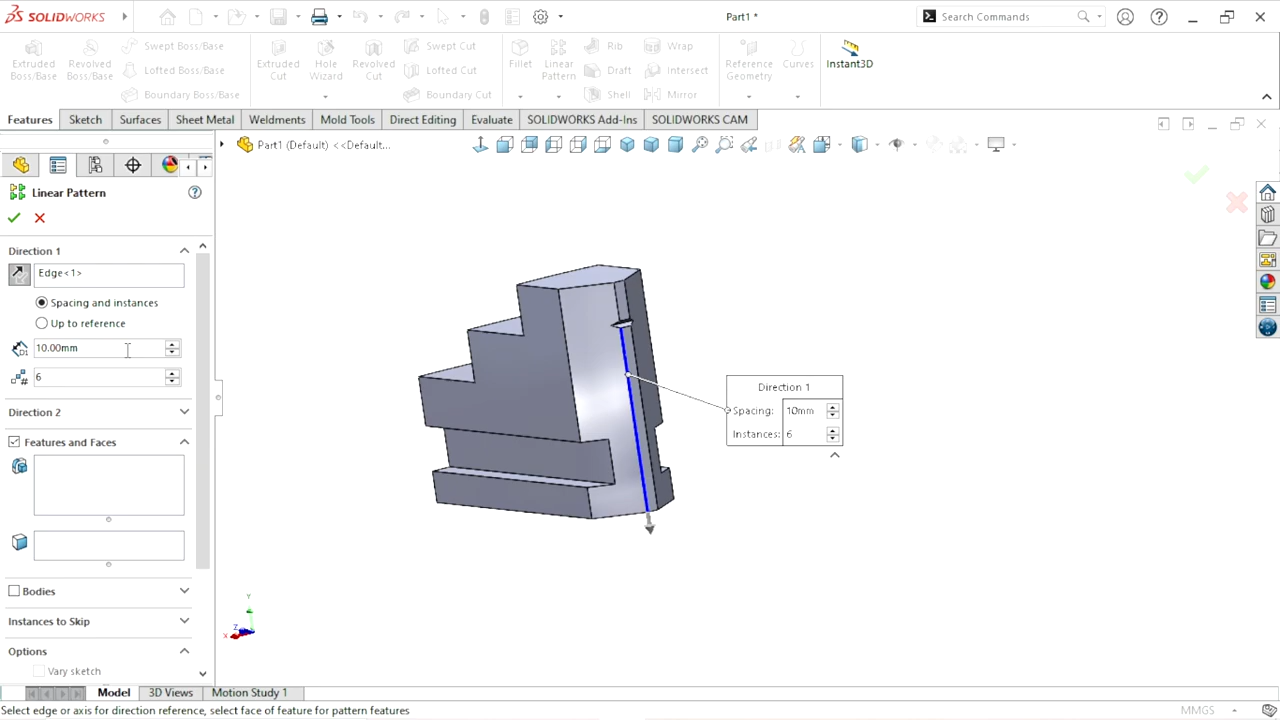 SOLIDWORKS
Part1 *
Search Commands
Extruded Boss/Base
Revolved Boss/Base
Swept Boss/Base
Lofted Boss/Base
Boundary Boss/Base
Extruded Cut
Hole Wizard
Revolved Cut
Swept Cut
Lofted Cut
Boundary Cut
Fillet
Linear Pattern
Rib
Draft
Shell
Wrap
Intersect
Mirror
Reference Geometry
Curves
Instant3D
Features
Sketch
Surfaces
Sheet Metal
Weldments
Mold Tools
Direct Editing
Evaluate
SOLIDWORKS Add-Ins
SOLIDWORKS CAM
Part1 (Default) <<Default...
Linear Pattern
Direction 1
Edge<1>
Spacing and instances
Up to reference
D1
10.00mm
6
Direction 2
Features and Faces
Bodies
Instances to Skip
Options
Vary sketch
Direction 1
Spacing: 10mm
Instances: 6
Y
Z
X
Model
3D Views
Motion Study 1
Select edge or axis for direction reference, select face of feature for pattern features
MMGS